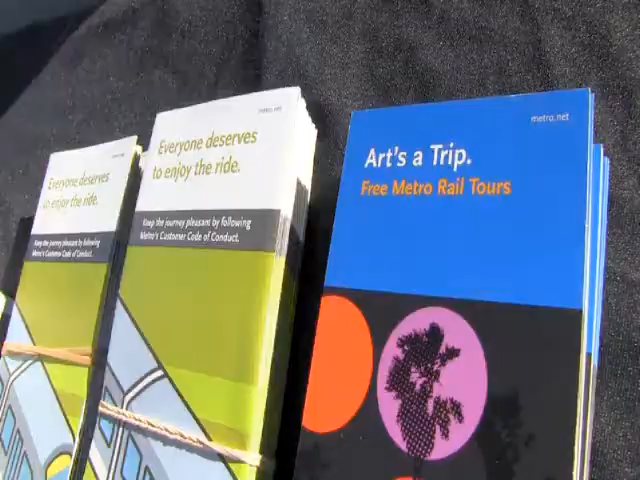 Everyone deserves
to enjoy the ride.
Keep the journey pleasant by following
Metro's Customer Code of Conduct.
metro.net
Everyone deserves
to enjoy the ride.
Keep the journey pleasant by following
Metro's Customer Code of Conduct.
metro.net
Art's a Trip.
Free Metro Rail Tours